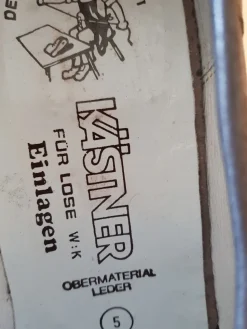 KÄSTNER
FÜR LOSE W:K
Einlagen
OBERMATERIAL
LEDER
5